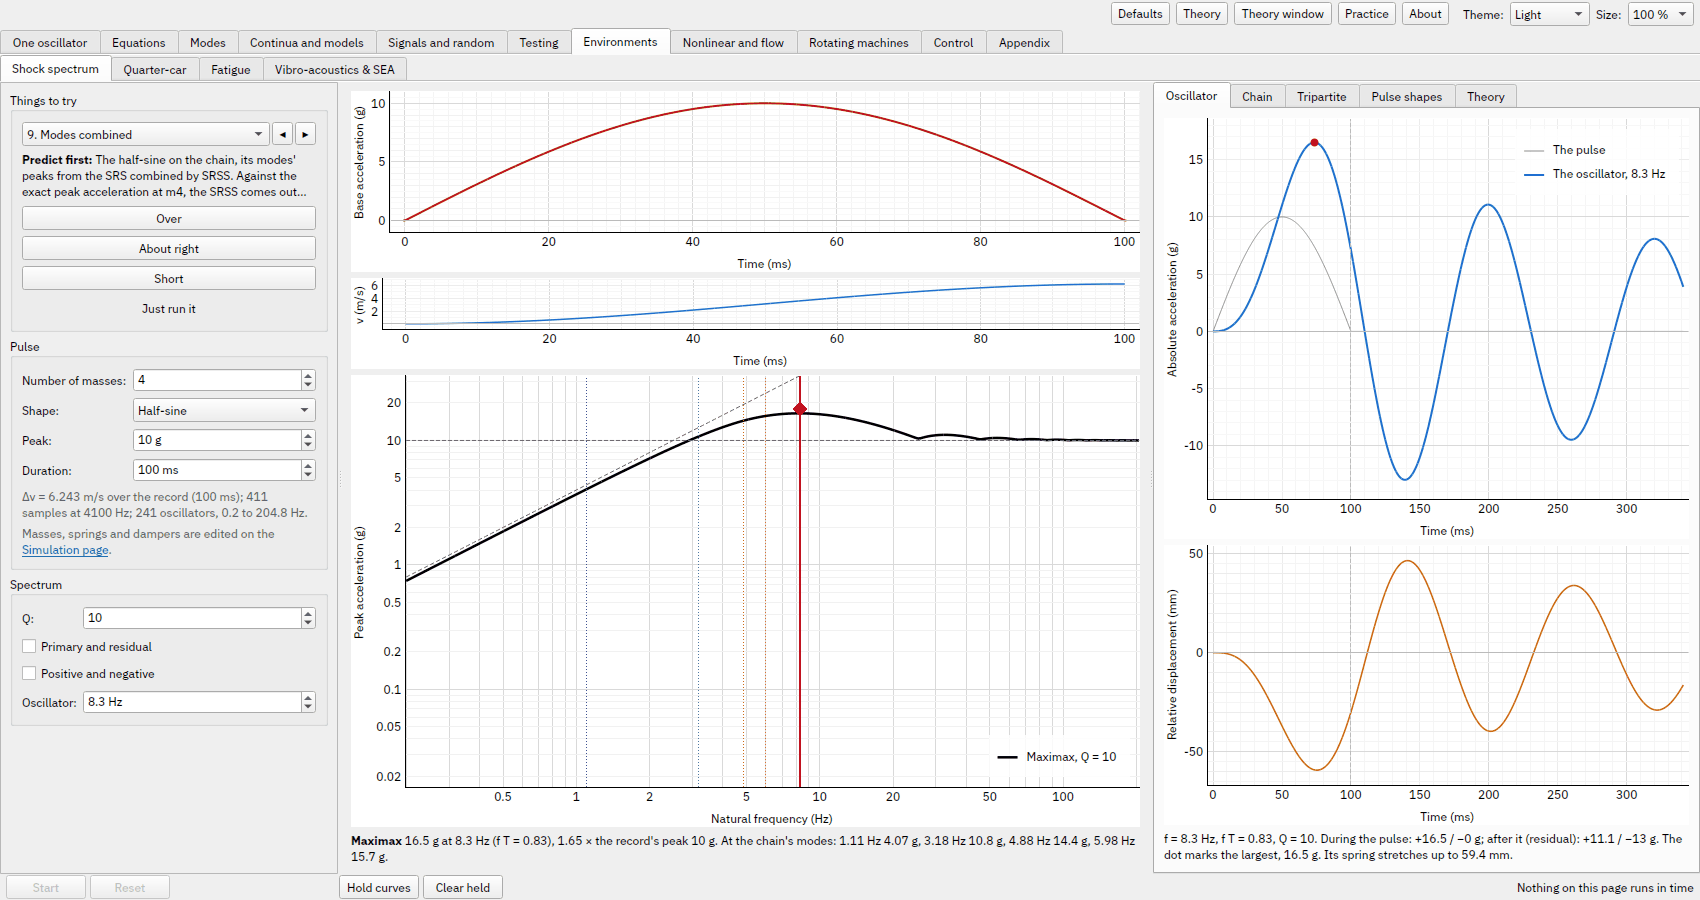 Defaults
Theory
Theory window
Practice
About
Theme:
Light
Size:
100 %
One oscillator
Equations
Modes
Continua and models
Signals and random
Testing
Environments
Nonlinear and flow
Rotating machines
Control
Appendix
Shock spectrum
Quarter-car
Fatigue
Vibro-acoustics & SEA
Things to try
9. Modes combined
Predict first: The half-sine on the chain, its modes'
peaks from the SRS combined by SRSS. Against the
exact peak acceleration at m4, the SRSS comes out...
Over
About right
Short
Just run it
Pulse
Number of masses: 4
Shape: Half-sine
Peak: 10 g
Duration: 100 ms
Δv = 6.243 m/s over the record (100 ms); 411
samples at 4100 Hz; 241 oscillators, 0.2 to 204.8 Hz.
Masses, springs and dampers are edited on the
Simulation page.
Spectrum
Q: 10
Primary and residual
Positive and negative
Oscillator: 8.3 Hz
Start
Reset
Base acceleration (g)
10
5
0
0 20 40 60 80 100
Time (ms)
v (m/s)
6
4
2
0 20 40 60 80 100
Time (ms)
Peak acceleration (g)
20
10
5
2
1
0.5
0.2
0.1
0.05
0.02
Maximax, Q = 10
0.5 1 2 5 10 20 50 100
Natural frequency (Hz)
Maximax 16.5 g at 8.3 Hz (f T = 0.83), 1.65 × the record's peak 10 g. At the chain's modes: 1.11 Hz 4.07 g, 3.18 Hz 10.8 g, 4.88 Hz 14.4 g, 5.98 Hz
15.7 g.
Hold curves
Clear held
Oscillator
Chain
Tripartite
Pulse shapes
Theory
Absolute acceleration (g)
15
10
5
0
-5
-10
The pulse
The oscillator, 8.3 Hz
0 50 100 150 200 250 300
Time (ms)
Relative displacement (mm)
50
0
-50
0 50 100 150 200 250 300
Time (ms)
f = 8.3 Hz, f T = 0.83, Q = 10. During the pulse: +16.5 / −0 g; after it (residual): +11.1 / −13 g. The
dot marks the largest, 16.5 g. Its spring stretches up to 59.4 mm.
Nothing on this page runs in time